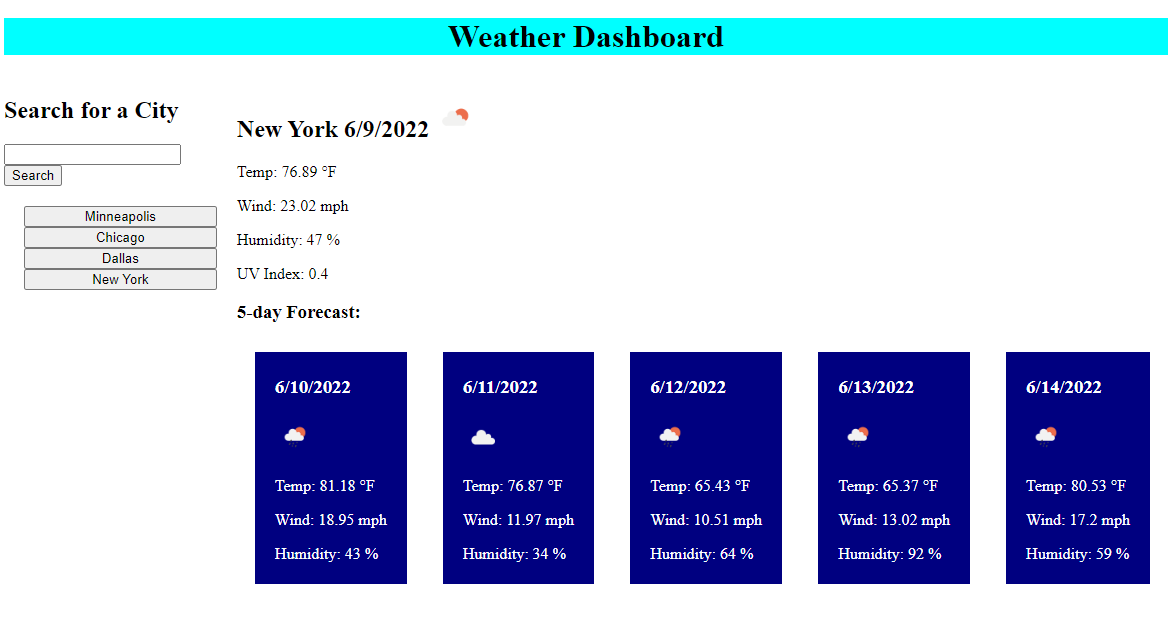 Weather Dashboard
Search for a City
Search
Minneapolis
Chicago
Dallas
New York
New York 6/9/2022
Temp: 76.89 °F
Wind: 23.02 mph
Humidity: 47 %
UV Index: 0.4
5-day Forecast:
6/10/2022
Temp: 81.18 °F
Wind: 18.95 mph
Humidity: 43 %
6/11/2022
Temp: 76.87 °F
Wind: 11.97 mph
Humidity: 34 %
6/12/2022
Temp: 65.43 °F
Wind: 10.51 mph
Humidity: 64 %
6/13/2022
Temp: 65.37 °F
Wind: 13.02 mph
Humidity: 92 %
6/14/2022
Temp: 80.53 °F
Wind: 17.2 mph
Humidity: 59 %